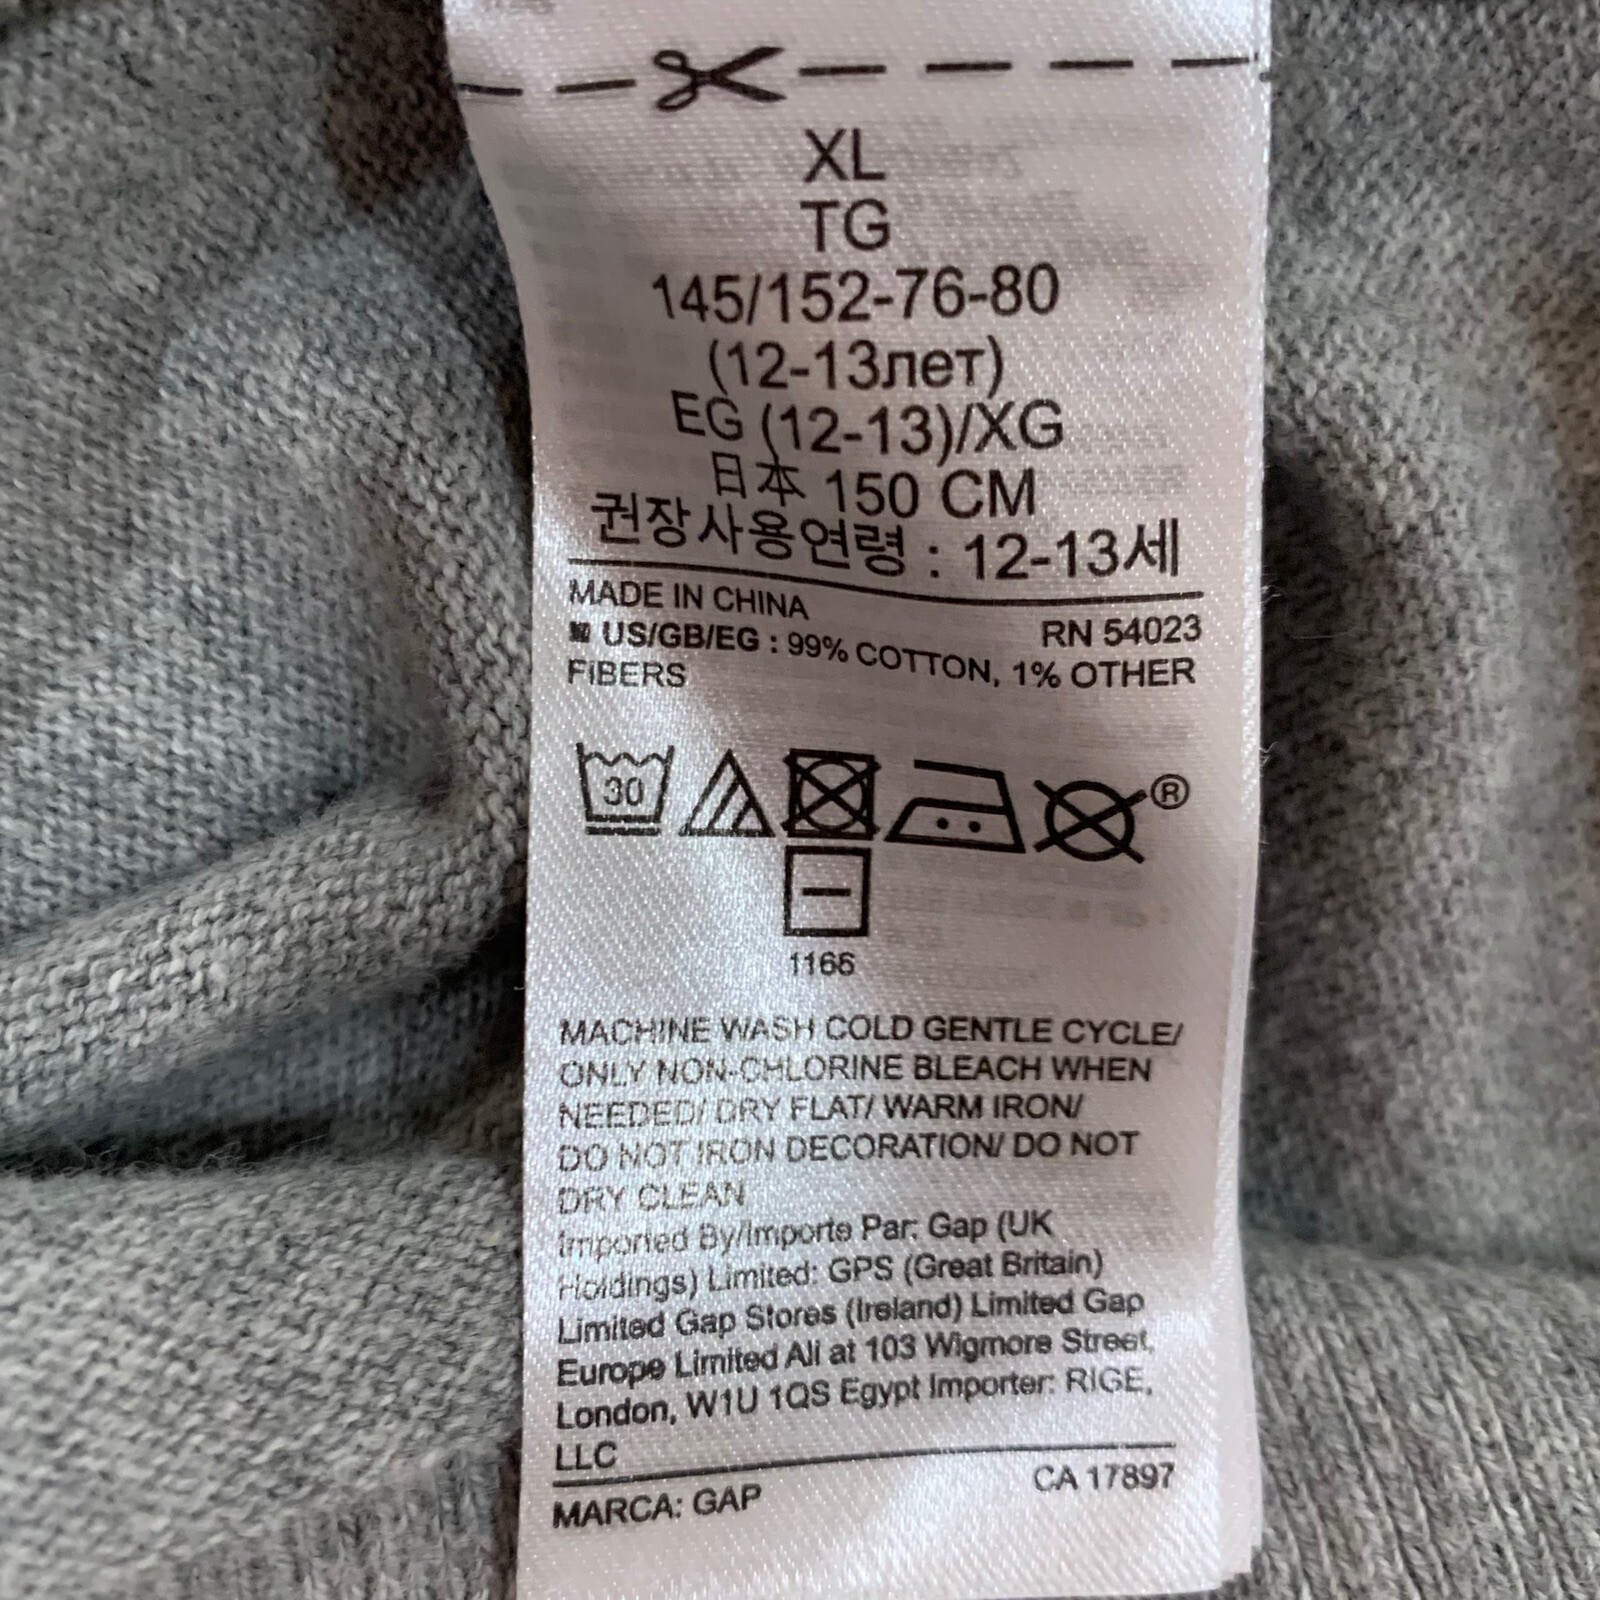 XL
TG
145/152-76-80
(12-13лет)
EG (12-13)/XG
日本 150 CM
권장사용연령 : 12-13세
MADE IN CHINA
RN 54023
US/GB/EG : 99% COTTON, 1% OTHER
FIBERS
30
®
1166
MACHINE WASH COLD GENTLE CYCLE/
ONLY NON-CHLORINE BLEACH WHEN
NEEDED/ DRY FLAT/ WARM IRON/
DO NOT IRON DECORATION/ DO NOT
DRY CLEAN
Imported By/Importe Par: Gap (UK
Holdings) Limited: GPS (Great Britain)
Limited Gap Stores (Ireland) Limited Gap
Europe Limited All at 103 Wigmore Street,
London, W1U 1QS Egypt Importer: RIGE,
LLC
CA 17897
MARCA: GAP